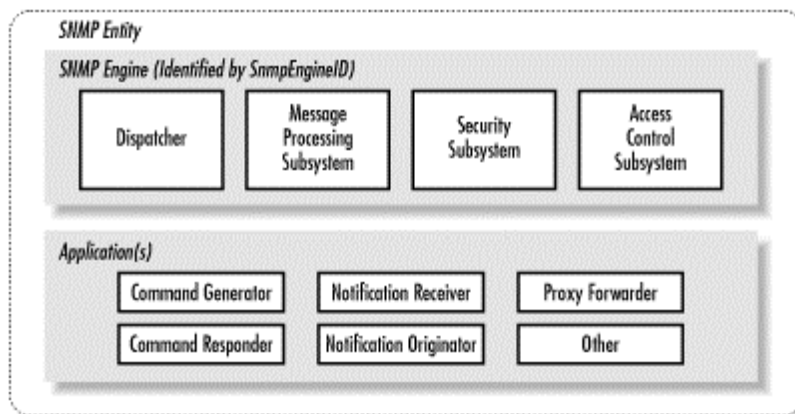 SNMP Entity
SNMP Engine (Identified by SnmpEngineID)
Dispatcher
Message
Processing
Subsystem
Security
Subsystem
Access
Control
Subsystem
Application(s)
Command Generator
Notification Receiver
Proxy Forwarder
Command Responder
Notification Originator
Other